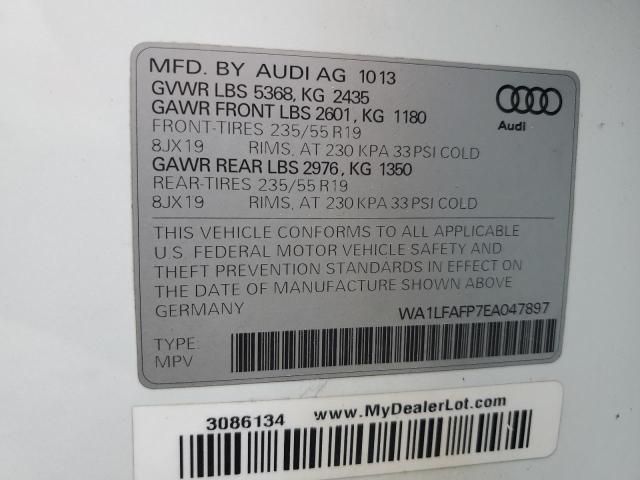 MFD. BY AUDI AG 1013
GVWR LBS 5368, KG 2435
GAWR FRONT LBS 2601, KG 1180
FRONT-TIRES 235/55 R19
8JX19 RIMS, AT 230 KPA 33 PSI COLD
GAWR REAR LBS 2976, KG 1350
REAR-TIRES 235/55 R19
8JX19 RIMS, AT 230 KPA 33 PSI COLD
Audi
THIS VEHICLE CONFORMS TO ALL APPLICABLE
U.S. FEDERAL MOTOR VEHICLE SAFETY AND
THEFT PREVENTION STANDARDS IN EFFECT ON
THE DATE OF MANUFACTURE SHOWN ABOVE.
GERMANY WA1LFAFP7EA047897
TYPE:
MPV
3086134 www.MyDealerLot.com